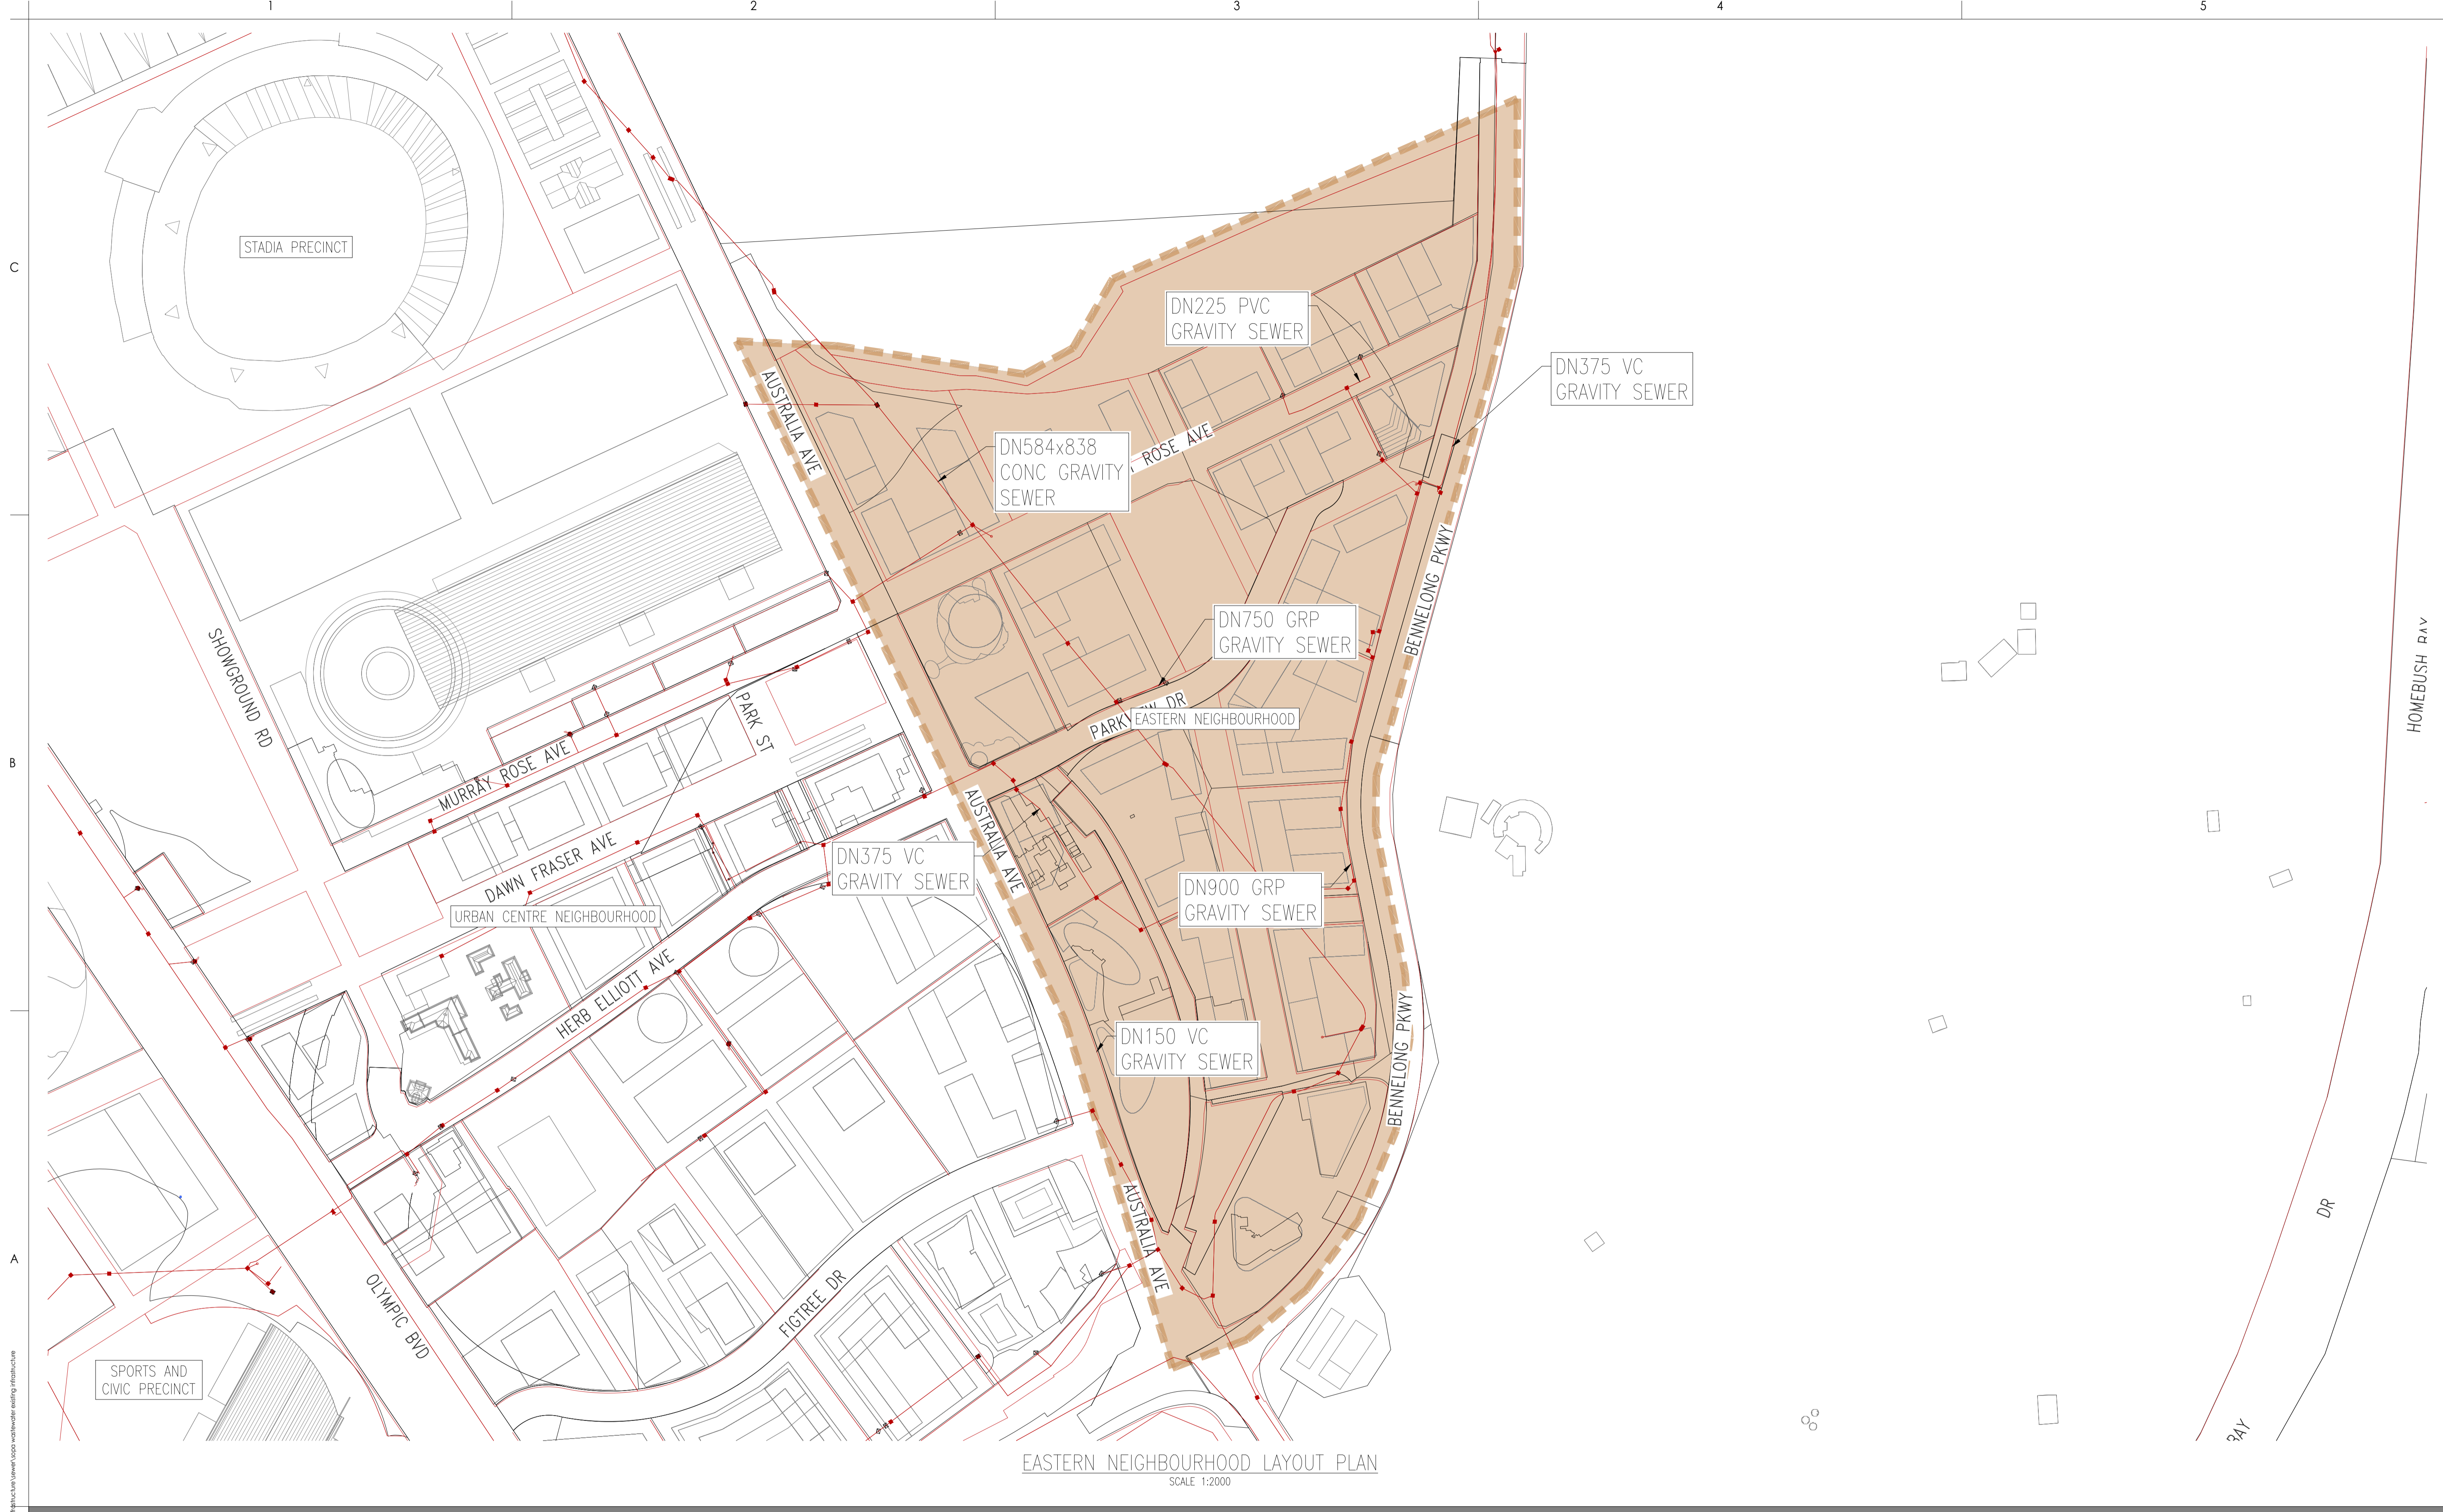 1
2
3
4
5
C
B
A
STADIA PRECINCT
DN225 PVC
GRAVITY SEWER
DN375 VC
GRAVITY SEWER
AUSTRALIA AVE
DN584x838
CONC GRAVITY
SEWER
ROSE AVE
BENNELONG PKWY
DN750 GRP
GRAVITY SEWER
SHOWGROUND RD
PARK ST
PARKVIEW DR
EASTERN NEIGHBOURHOOD
HOMEBUSH BAY
MURRAY ROSE AVE
AUSTRALIA AVE
DAWN FRASER AVE
DN375 VC
GRAVITY SEWER
DN900 GRP
GRAVITY SEWER
URBAN CENTRE NEIGHBOURHOOD
HERB ELLIOTT AVE
DN150 VC
GRAVITY SEWER
BENNELONG PKWY
AUSTRALIA AVE
DR
OLYMPIC BVD
FIGTREE DR
SPORTS AND
CIVIC PRECINCT
BAY
EASTERN NEIGHBOURHOOD LAYOUT PLAN
SCALE 1:2000